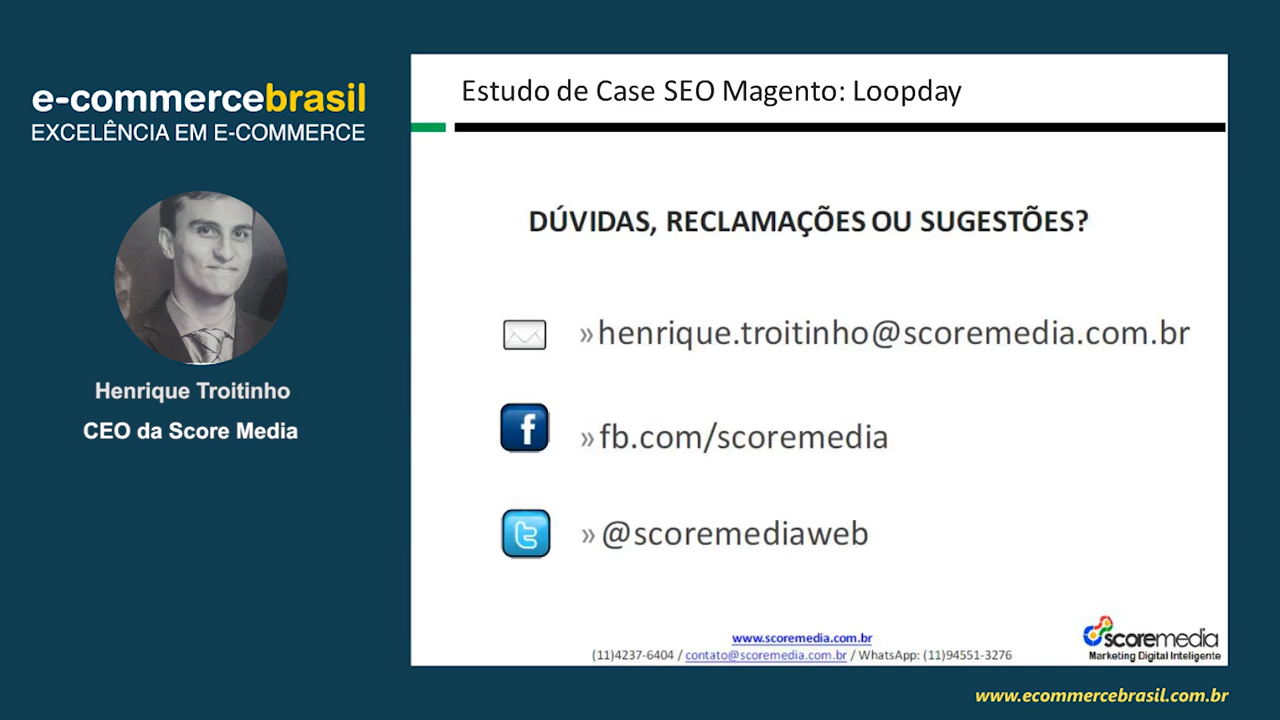 e-commercebrasil
EXCELÊNCIA EM E-COMMERCE
Henrique Troitinho
CEO da Score Media
Estudo de Case SEO Magento: Loopday
DÚVIDAS, RECLAMAÇÕES OU SUGESTÕES?
»henrique.troitinho@scoremedia.com.br
»fb.com/scoremedia
»@scoremediaweb
www.scoremedia.com.br
(11)4237-6404 / contato@scoremedia.com.br / WhatsApp: (11)94551-3276
scoremedia
Marketing Digital Inteligente
www.ecommercebrasil.com.br